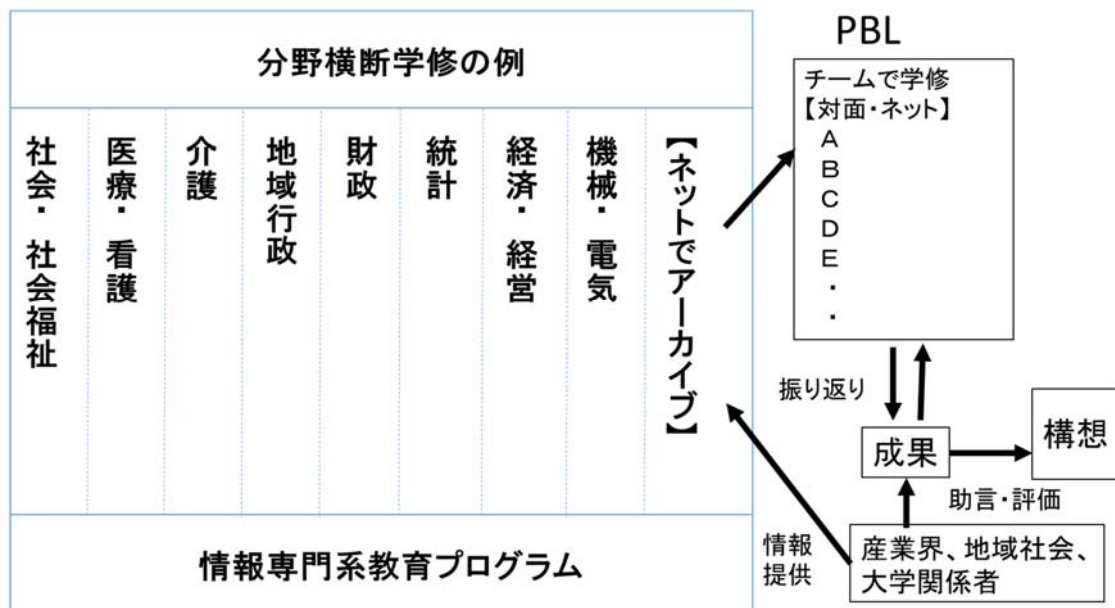 分野横断学修の例
社会・社会福祉
医療・看護
介護
地域行政
財政
統計
経済・経営
機械・電気
【ネットでアーカイブ】
情報専門系教育プログラム
PBL
チームで学修
【対面・ネット】
A
B
C
D
E
・
・
振り返り
成果
構想
助言・評価
情報
提供
産業界、地域社会、
大学関係者